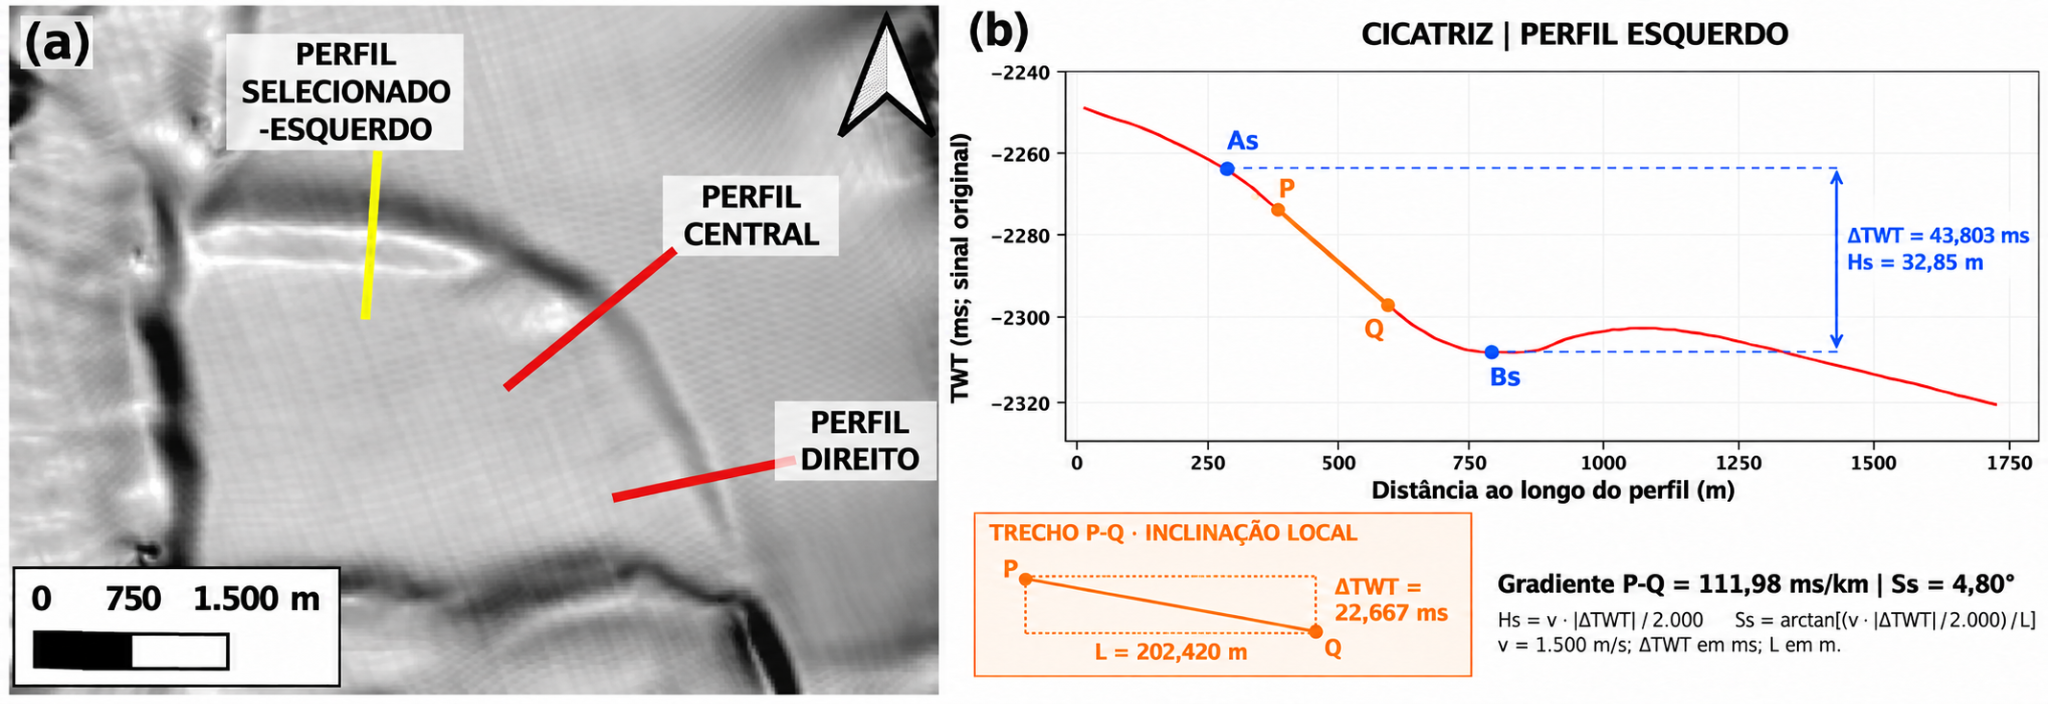 (a)
PERFIL
SELECIONADO
-ESQUERDO
PERFIL
CENTRAL
PERFIL
DIREITO
0 750 1.500 m
(b)
CICATRIZ | PERFIL ESQUERDO
TWT (ms; sinal original)
−2240
−2260
−2280
−2300
−2320
As
P
Q
Bs
ΔTWT = 43,803 ms
Hs = 32,85 m
0 250 500 750 1000 1250 1500 1750
Distância ao longo do perfil (m)
TRECHO P-Q · INCLINAÇÃO LOCAL
P
ΔTWT =
22,667 ms
L = 202,420 m
Q
Gradiente P-Q = 111,98 ms/km | Ss = 4,80°
Hs = v · |ΔTWT| / 2.000 Ss = arctan[(v · |ΔTWT| / 2.000) / L]
v = 1.500 m/s; ΔTWT em ms; L em m.